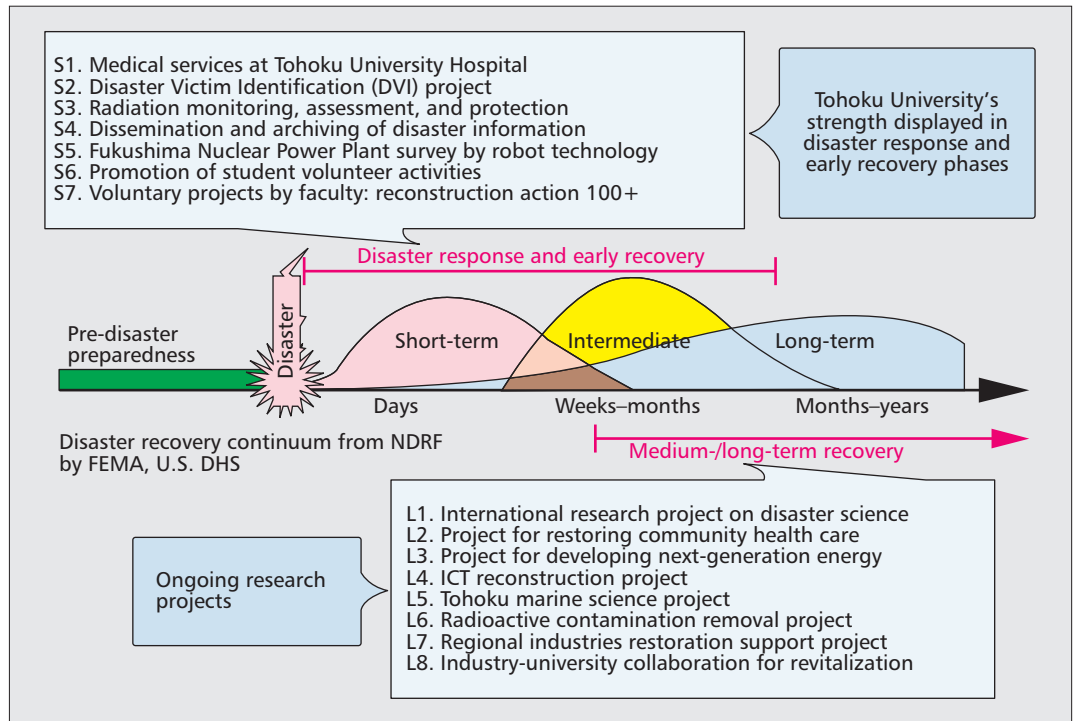 S1. Medical services at Tohoku University Hospital
S2. Disaster Victim Identification (DVI) project
S3. Radiation monitoring, assessment, and protection
S4. Dissemination and archiving of disaster information
S5. Fukushima Nuclear Power Plant survey by robot technology
S6. Promotion of student volunteer activities
S7. Voluntary projects by faculty: reconstruction action 100+
Tohoku University's
strength displayed in
disaster response and
early recovery phases
Disaster response and early recovery
Pre-disaster
preparedness
Disaster
Short-term
Intermediate
Long-term
Days
Weeks–months
Months–years
Disaster recovery continuum from NDRF
by FEMA, U.S. DHS
Medium-/long-term recovery
Ongoing research
projects
L1. International research project on disaster science
L2. Project for restoring community health care
L3. Project for developing next-generation energy
L4. ICT reconstruction project
L5. Tohoku marine science project
L6. Radioactive contamination removal project
L7. Regional industries restoration support project
L8. Industry-university collaboration for revitalization